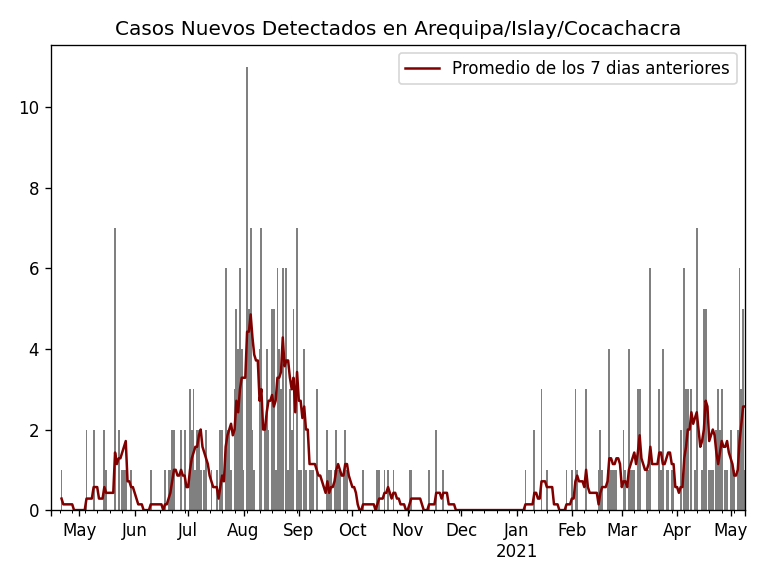 Casos Nuevos Detectados en Arequipa/Islay/Cocachacra
Promedio de los 7 dias anteriores
10
8
6
4
2
0
May Jun Jul Aug Sep Oct Nov Dec Jan Feb Mar Apr May
2021